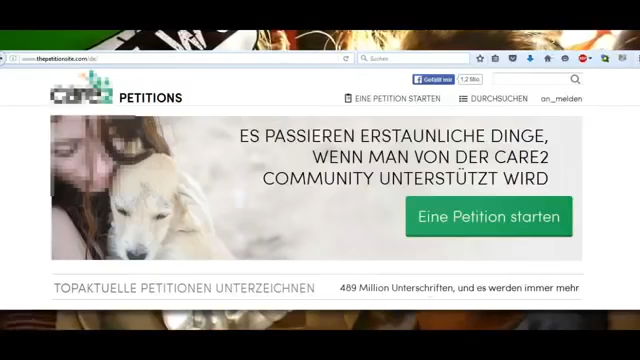 www.thepetitionsite.com/de/
Suchen
Gefällt mir
1,2 Mio.
care2 PETITIONS
EINE PETITION STARTEN
DURCHSUCHEN
an_melden
ES PASSIEREN ERSTAUNLICHE DINGE,
WENN MAN VON DER CARE2
COMMUNITY UNTERSTÜTZT WIRD
Eine Petition starten
TOPAKTUELLE PETITIONEN UNTERZEICHNEN
489 Million Unterschriften, und es werden immer mehr